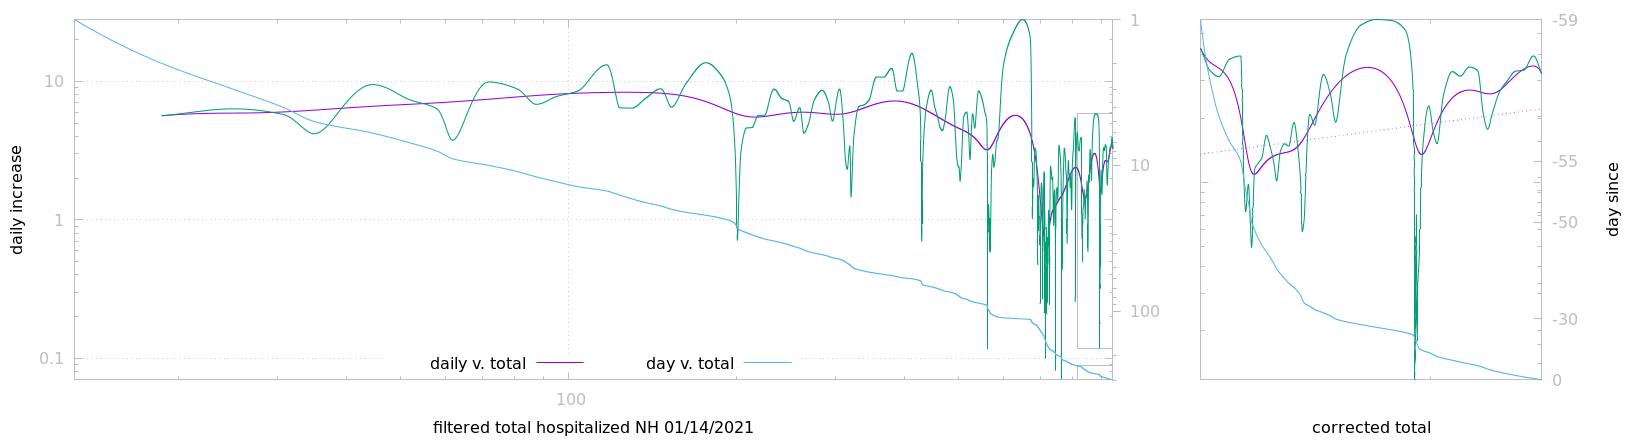 daily increase
10
1
0.1
100
1
10
100
daily v. total
day v. total
filtered total hospitalized NH 01/14/2021
-59
-55
-50
-30
0
day since
corrected total